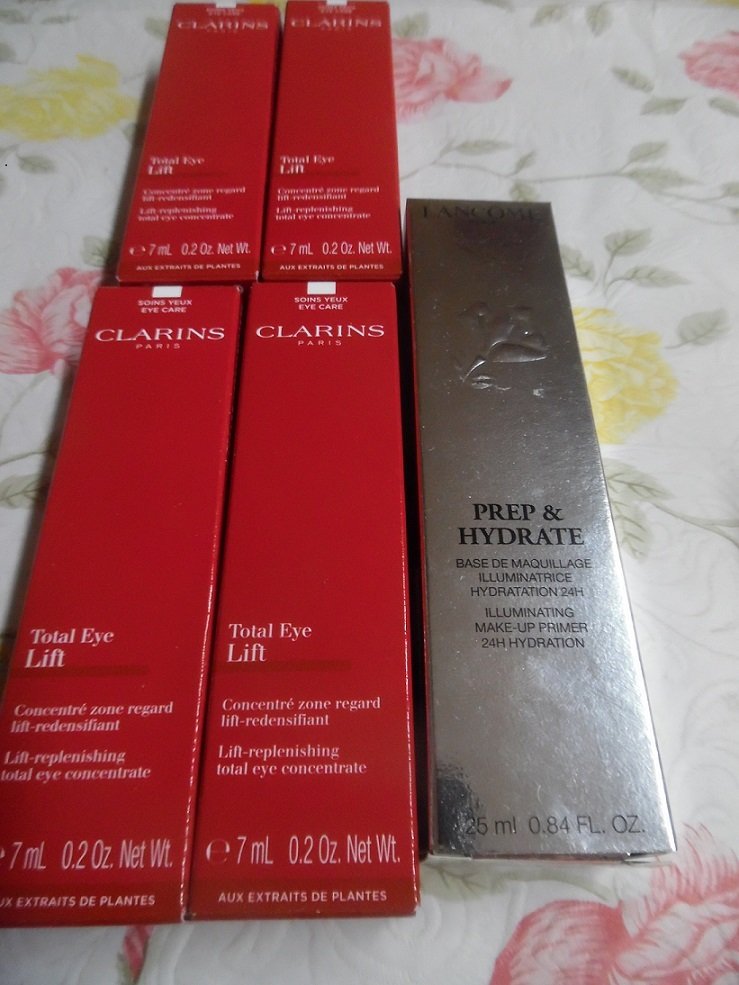 CLARINS
Total Eye
Lift
Concentré zone regard
lift-redensifiant
Lift-replenishing
total eye concentrate
e 7 mL 0.2 Oz. Net Wt.
AUX EXTRAITS DE PLANTES
CLARINS
Total Eye
Lift
Concentré zone regard
lift-redensifiant
Lift-replenishing
total eye concentrate
e 7 mL 0.2 Oz. Net Wt.
AUX EXTRAITS DE PLANTES
SOINS YEUX
EYE CARE
CLARINS
PARIS
Total Eye
Lift
Concentré zone regard
lift-redensifiant
Lift-replenishing
total eye concentrate
e 7 mL 0.2 Oz. Net Wt.
UX EXTRAITS DE PLANTES
SOINS YEUX
EYE CARE
CLARINS
PARIS
Total Eye
Lift
Concentré zone regard
lift-redensifiant
Lift-replenishing
total eye concentrate
e 7 mL 0.2 Oz. Net Wt.
AUX EXTRAITS DE PLANTES
LANCÔME
PREP &
HYDRATE
BASE DE MAQUILLAGE
ILLUMINATRICE
HYDRATATION 24H
ILLUMINATING
MAKE-UP PRIMER
24H HYDRATION
25 ml 0.84 FL. OZ.